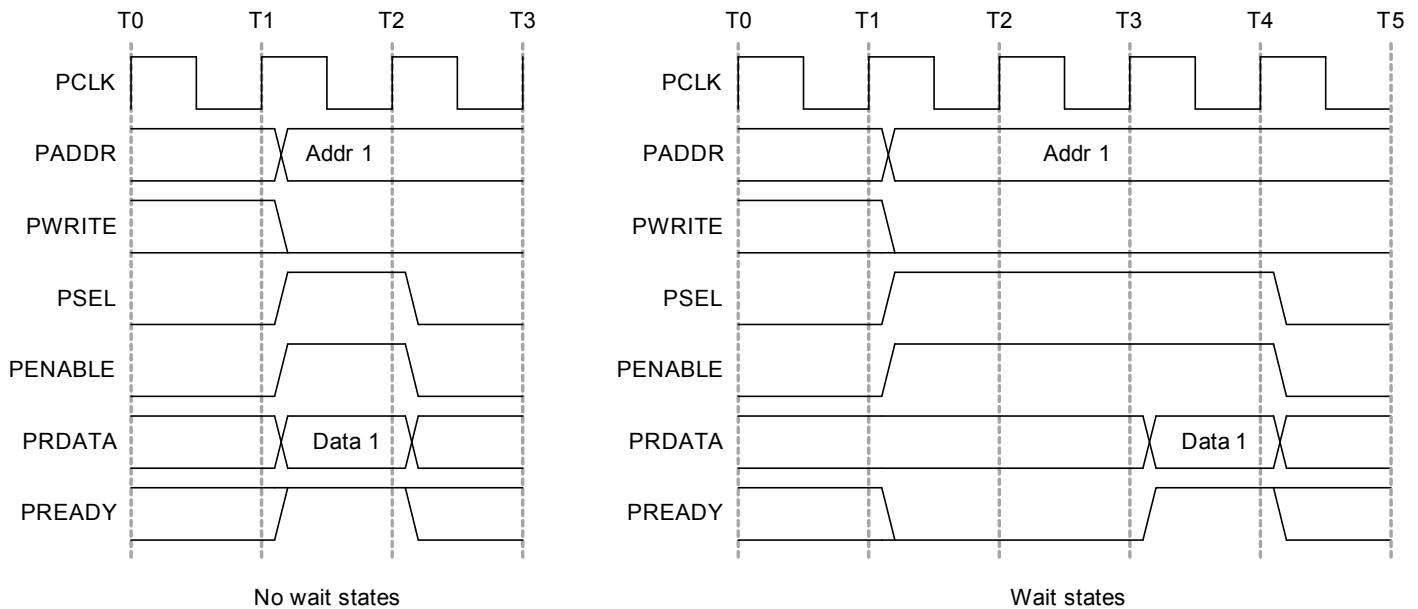 T0 T1 T2 T3 T0 T1 T2 T3 T4 T5
PCLK PCLK
PADDR Addr 1 PADDR Addr 1
PWRITE PWRITE
PSEL PSEL
PENABLE PENABLE
PRDATA Data 1 PRDATA Data 1
PREADY PREADY
No wait states Wait states